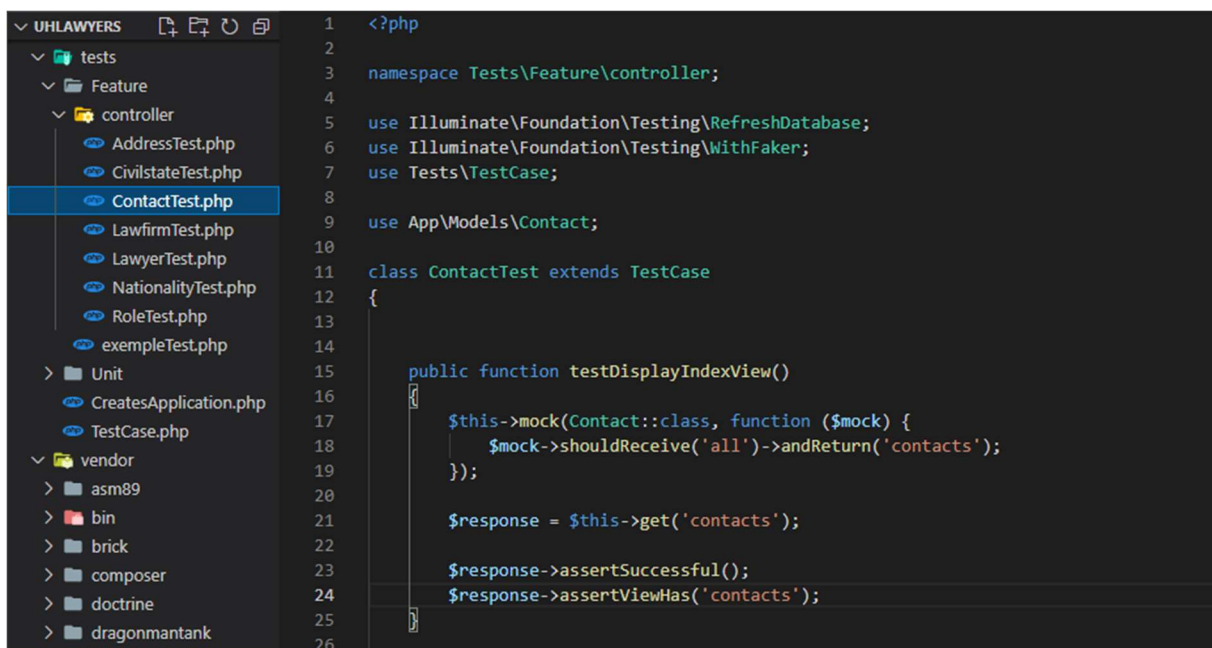 UHLAWYERS
tests
Feature
controller
AddressTest.php
CivilstateTest.php
ContactTest.php
LawfirmTest.php
LawyerTest.php
NationalityTest.php
RoleTest.php
exempleTest.php
Unit
CreatesApplication.php
TestCase.php
vendor
asm89
bin
brick
composer
doctrine
dragonmantank
1 <?php
2
3 namespace Tests\Feature\controller;
4
5 use Illuminate\Foundation\Testing\RefreshDatabase;
6 use Illuminate\Foundation\Testing\WithFaker;
7 use Tests\TestCase;
8
9 use App\Models\Contact;
10
11 class ContactTest extends TestCase
12 {
13
14
15 public function testDisplayIndexView()
16 {
17 $this->mock(Contact::class, function ($mock) {
18 $mock->shouldReceive('all')->andReturn('contacts');
19 });
20
21 $response = $this->get('contacts');
22
23 $response->assertSuccessful();
24 $response->assertViewHas('contacts');
25 }
26